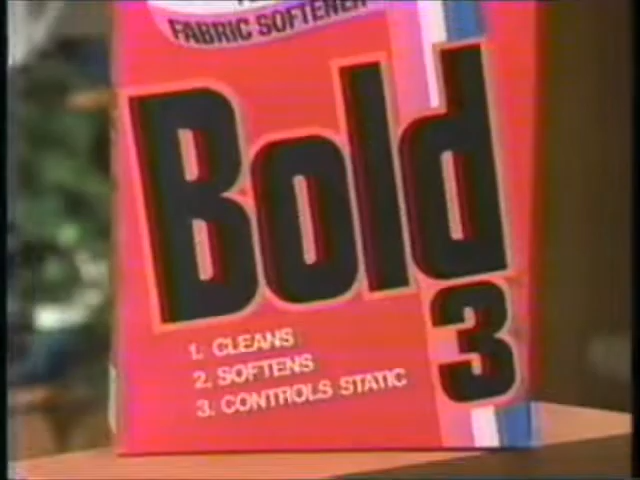 FABRIC SOFTENER
Bold
3
1. CLEANS
2. SOFTENS
3. CONTROLS STATIC